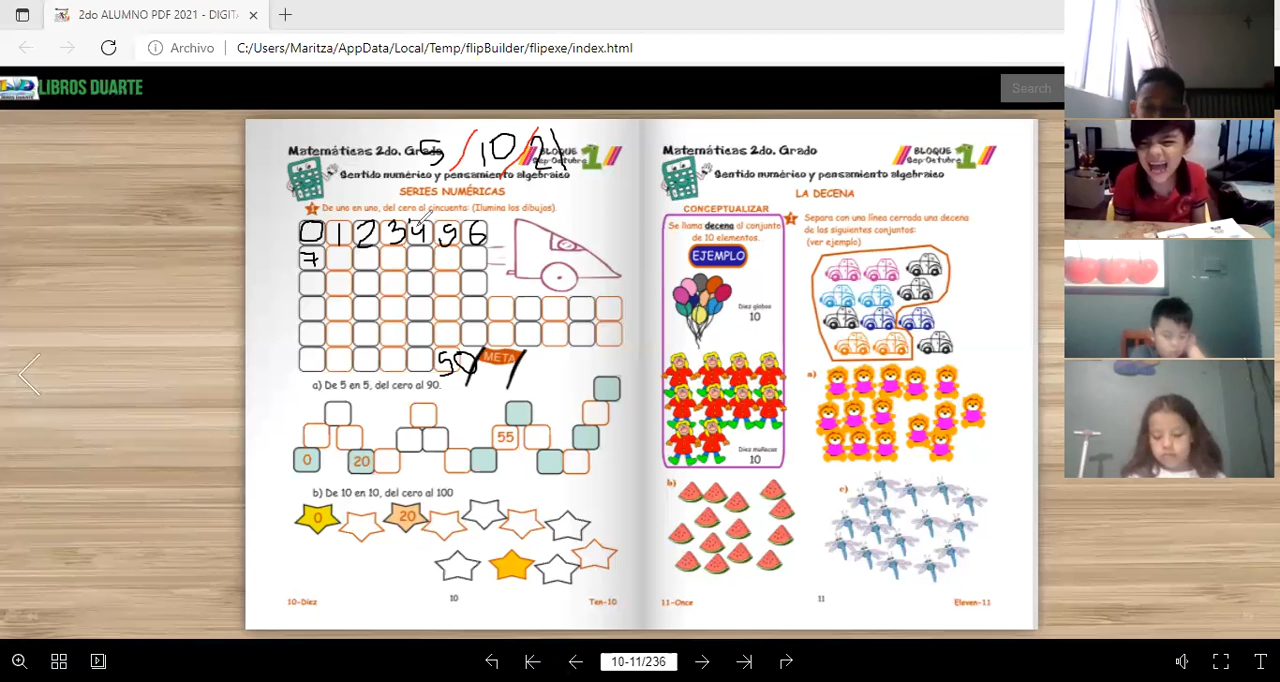 2do ALUMNO PDF 2021 - DIGITA
Archivo
C:/Users/Maritza/AppData/Local/Temp/flipBuilder/flipexe/index.html
LIBROS DUARTE
Search
5/10/21
Matemáticas 2do. Grado
BLOQUE 1
Sep-Octubre
Sentido numérico y pensamiento algebraico
SERIES NUMÉRICAS
1 De uno en uno, del cero al cincuenta: (Ilumina los dibujos).
0 1 2 3 4 5 6
7
50
META
a) De 5 en 5, del cero al 90.
55
0 20
b) De 10 en 10, del cero al 100
0 20
10-Diez
10
Ten-10
Matemáticas 2do. Grado
BLOQUE 1
Sep-Octubre
Sentido numérico y pensamiento algebraico
LA DECENA
CONCEPTUALIZAR
Se llama decena al conjunto
de 10 elementos.
EJEMPLO
Diez globos
10
Diez muñecas
10
Separa con una línea cerrada una decena
de las siguientes conjuntos:
(ver ejemplo)
a)
b)
c)
11-Once
11
Eleven-11
10-11/236